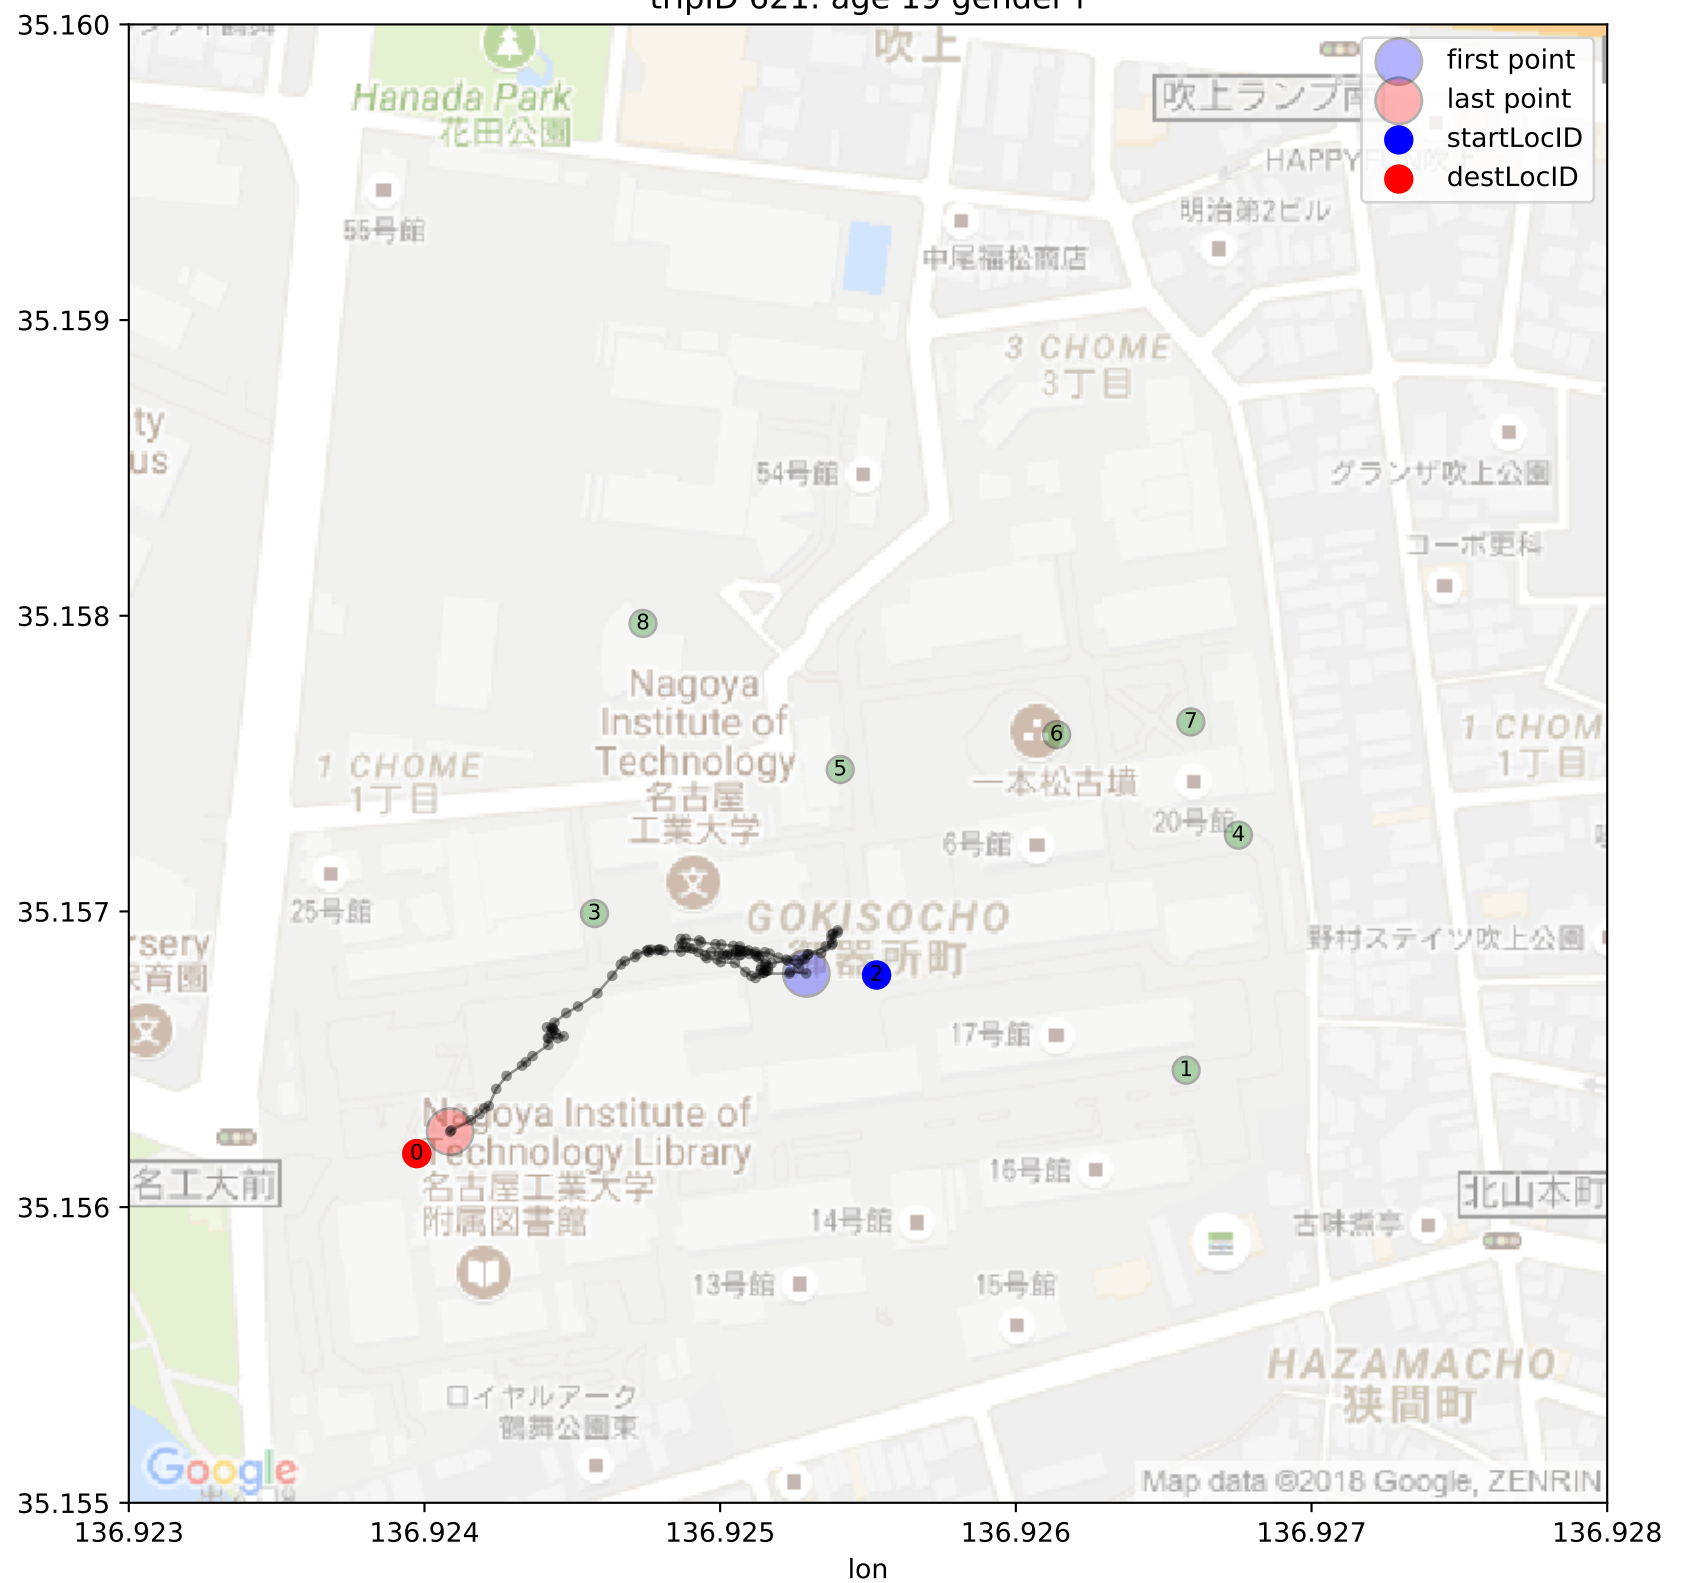 tripID 621: age 19 gender F
35.160
35.159
35.158
35.157
35.156
35.155
136.923
136.924
136.925
136.926
136.927
136.928
lon
first point
last point
startLocID
destLocID
吹上
Hanada Park
花田公園
吹上ランプ南
HAPPY
明治第2ビル
55号館
中尾福松商店
3 CHOME
3丁目
ty
us
54号館
グランザ吹上公園
コーポ更科
8
Nagoya
Institute of
Technology
名古屋
工業大学
1 CHOME
1丁目
7
6
5
一本松古墳
1 CHOM
1丁目
20号館
4
6号館
25号館
3
GOKISOCHO
器所町
野村ステイツ吹上公園
rsery
育園
2
17号館
1
Nagoya Institute of
Technology Library
名古屋工業大学
附属図書館
0
名工大前
16号館
北山本町
14号館
古味煮亭
13号館
15号館
HAZAMACHO
狭間町
ロイヤルアーク
鶴舞公園東
Google
Map data ©2018 Google, ZENRIN